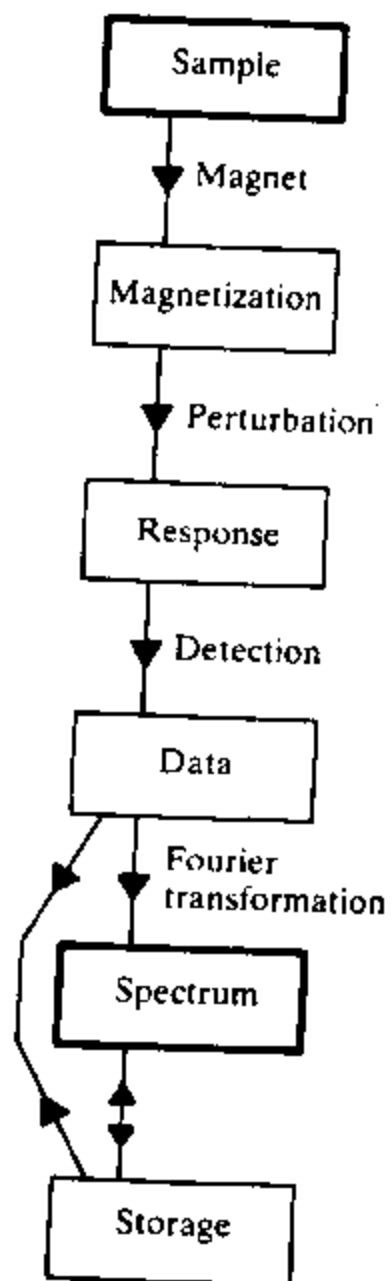 Sample
Magnet
Magnetization
Perturbation
Response
Detection
Data
Fourier
transformation
Spectrum
Storage